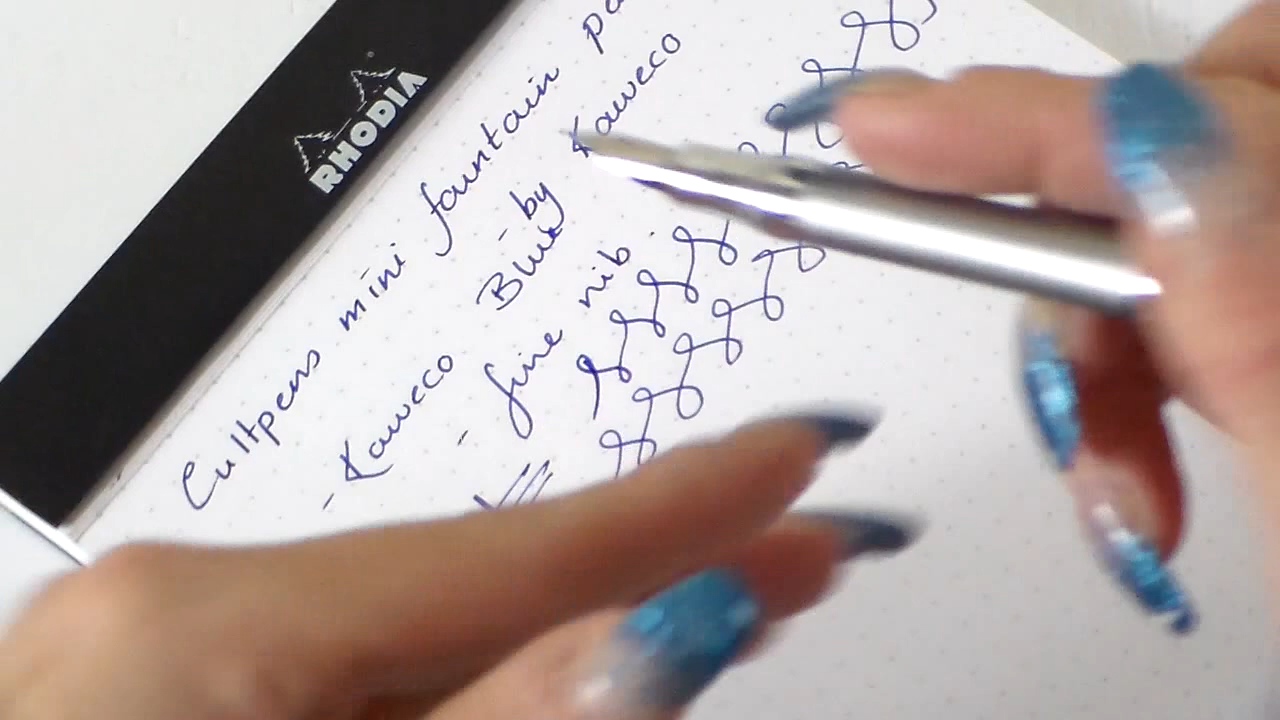 RHODIA
Cultpens mini fountain
- by Kaweco
- Kaweco Blue
- fine nib.